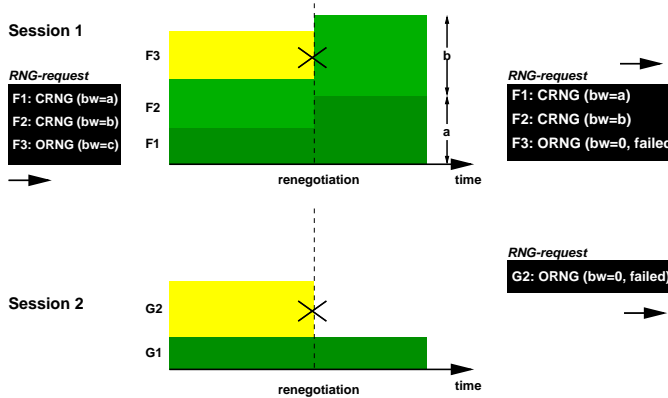 Session 1
RNG-request
F1: CRNG (bw=a)
F2: CRNG (bw=b)
F3: ORNG (bw=c)
F3
F2
F1
b
a
renegotiation
time
F1: CRNG (bw=a)
F2: CRNG (bw=b)
F3: ORNG (bw=0, failed
Session 2
G2
G1
renegotiation
time
RNG-request
G2: ORNG (bw=0, failed)